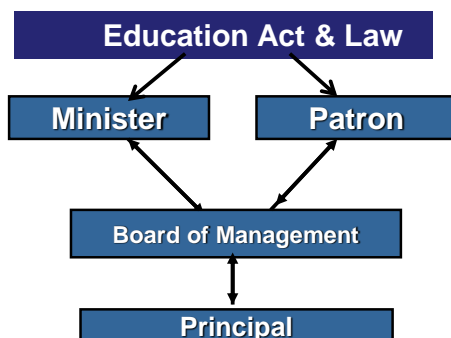 Education Act & Law
Minister
Patron
Board of Management
Principal